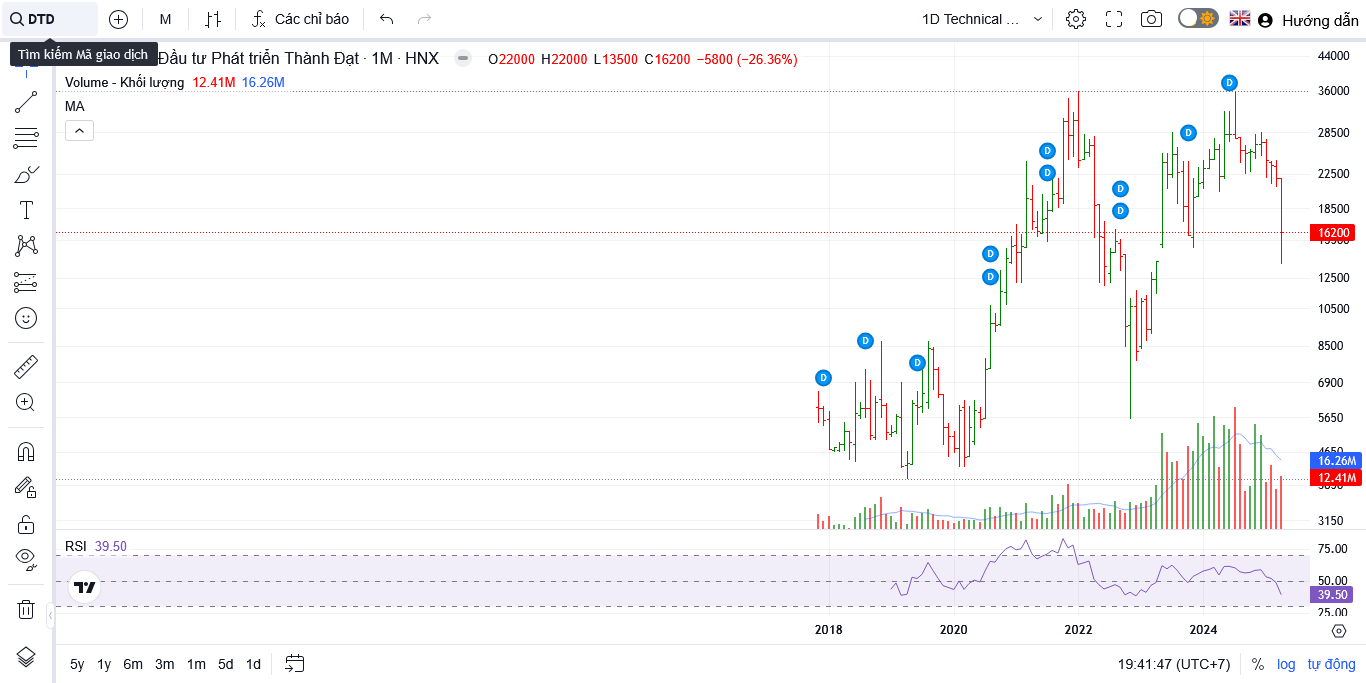 DTD
M
Các chỉ báo
1D Technical ...
Hướng dẫn
Tìm kiếm Mã giao dịch
Đầu tư Phát triển Thành Đạt · 1M · HNX
O22000 H22000 L13500 C16200 −5800 (−26.36%)
Volume - Khối lượng 12.41M 16.26M
MA
D
D
D
D
D
D
D
D
D
D
D
D
44000
36000
28500
22500
18500
16200
12500
10500
8500
6900
5650
4650
16.26M
12.41M
3150
RSI 39.50
75.00
50.00
39.50
25.00
2018
2020
2022
2024
5y 1y 6m 3m 1m 5d 1d
19:41:47 (UTC+7)
%
log
tự động